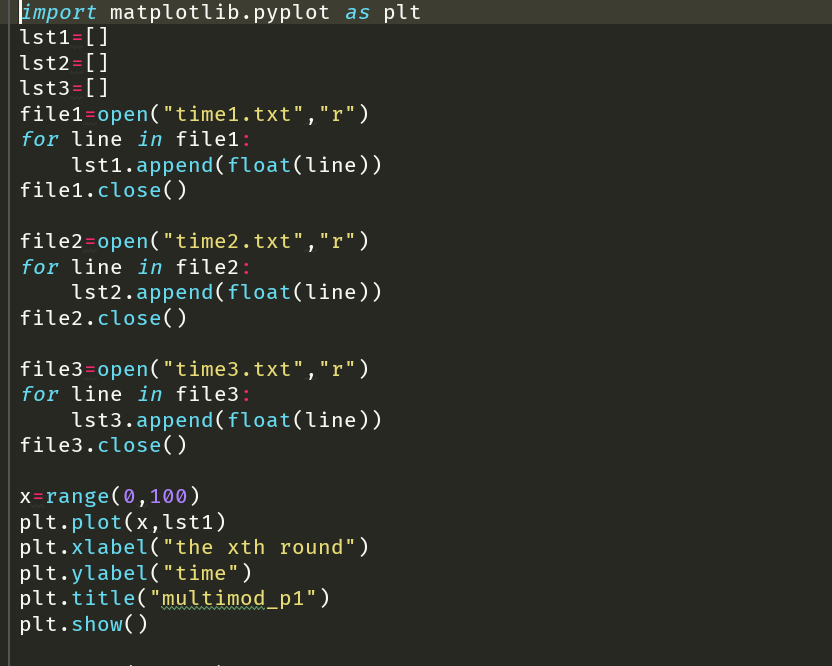 import matplotlib.pyplot as plt
lst1=[]
lst2=[]
lst3=[]
file1=open("time1.txt","r")
for line in file1:
    lst1.append(float(line))
file1.close()

file2=open("time2.txt","r")
for line in file2:
    lst2.append(float(line))
file2.close()

file3=open("time3.txt","r")
for line in file3:
    lst3.append(float(line))
file3.close()

x=range(0,100)
plt.plot(x,lst1)
plt.xlabel("the xth round")
plt.ylabel("time")
plt.title("multimod_p1")
plt.show()